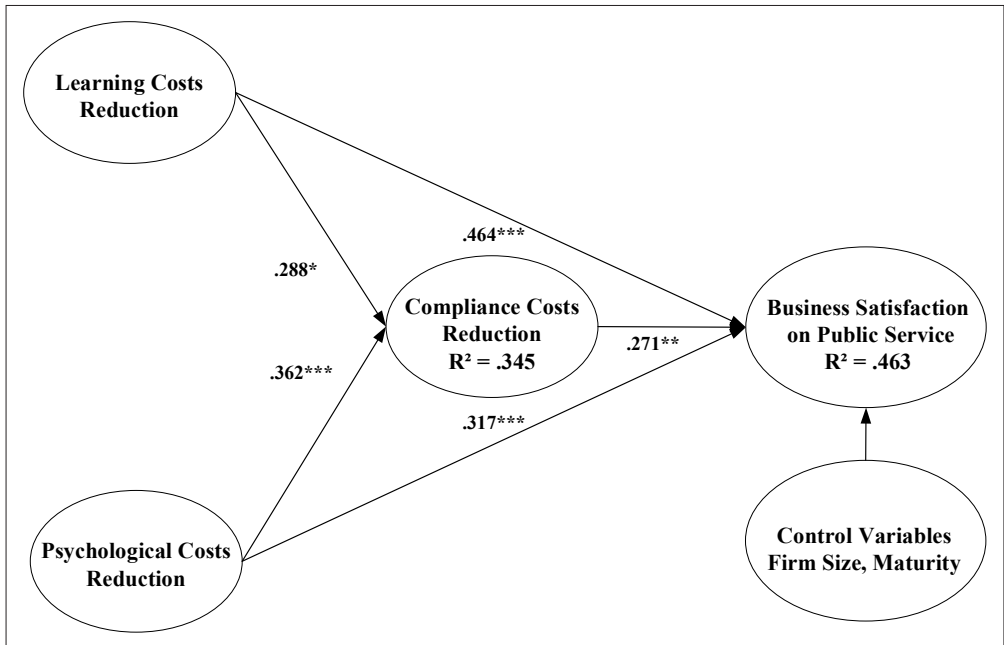 Learning Costs
Reduction
.464***
.288*
Compliance Costs
Reduction
R² = .345
.271**
Business Satisfaction
on Public Service
R² = .463
.362***
.317***
Psychological Costs
Reduction
Control Variables
Firm Size, Maturity